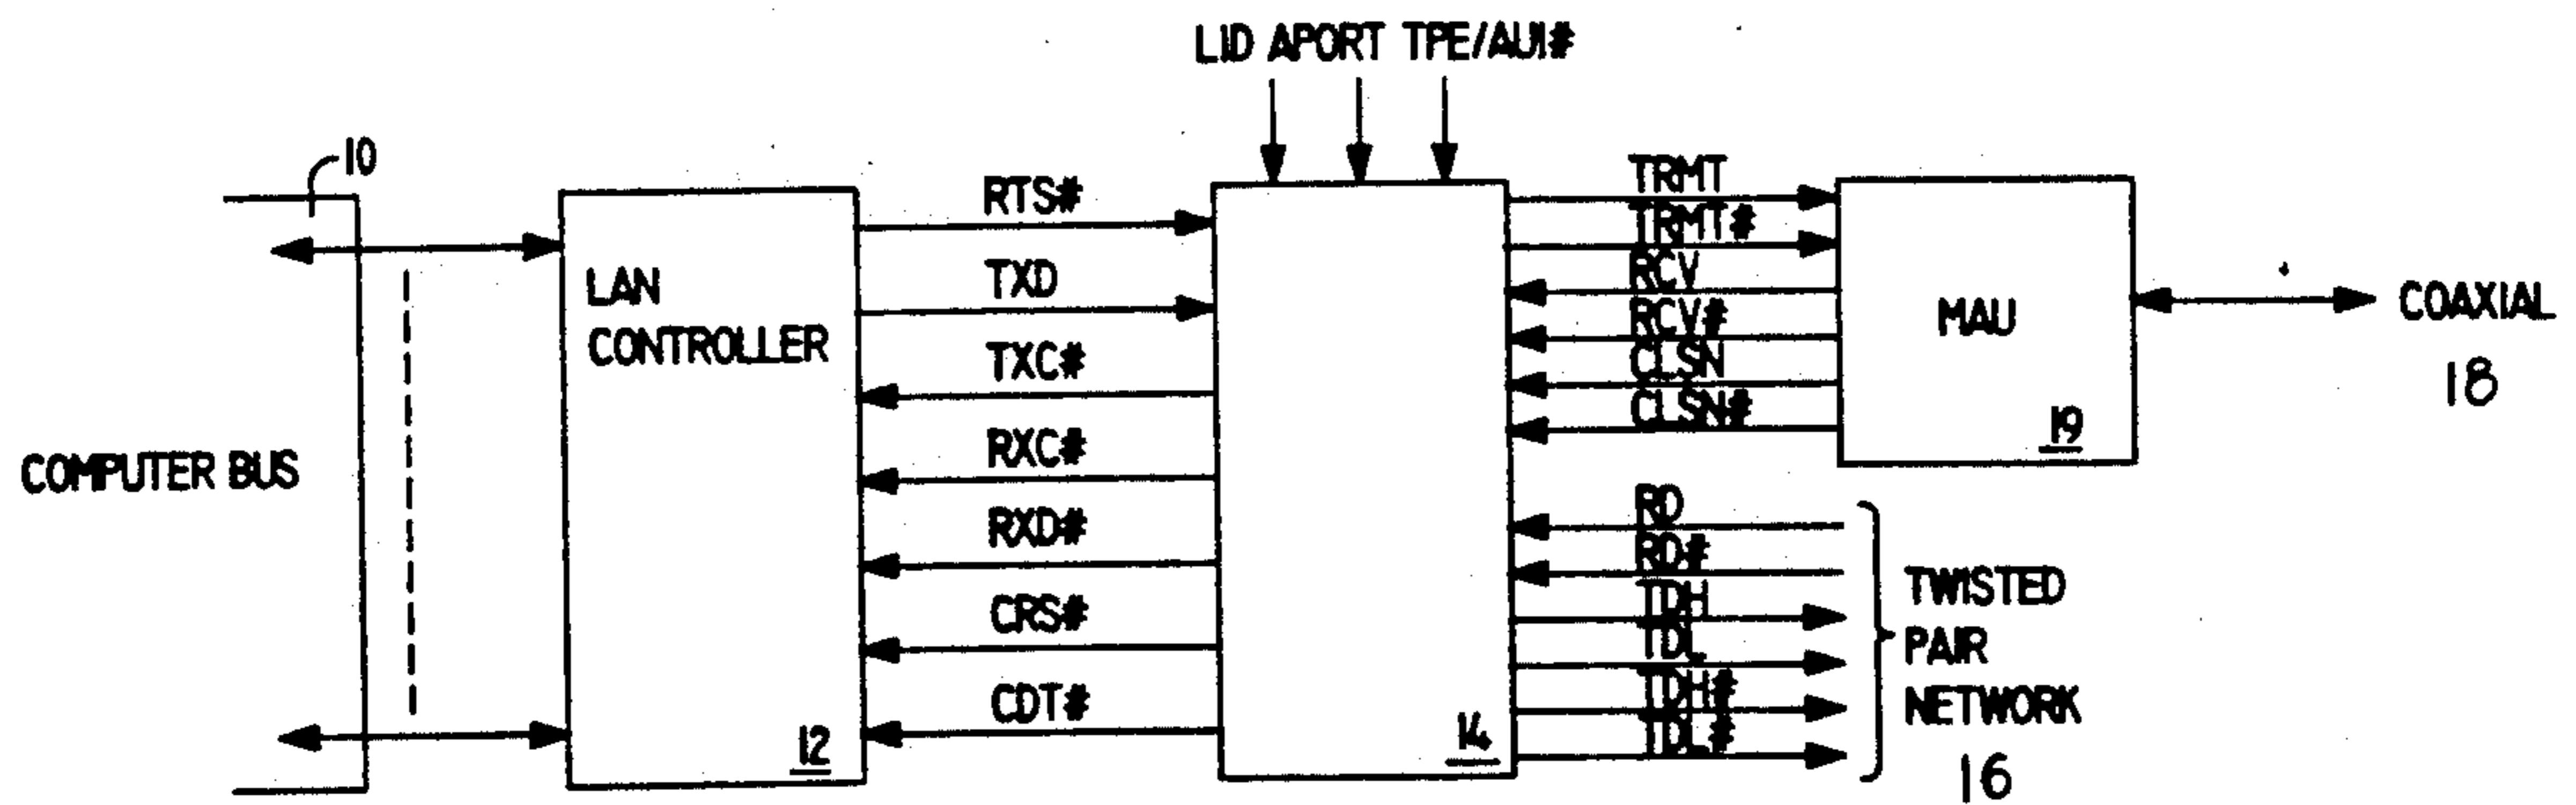 LID APORT TPE/AUI#
10
COMPUTER BUS
LAN
CONTROLLER
12
RTS#
TXD
TXC#
RXC#
RXD#
CRS#
CDT#
14
TRMT
TRMT#
RCV
RCV#
CLSN
CLSN#
MAU
19
COAXIAL
18
RD
RD#
TDH
TDL
TDH#
TDL#
TWISTED
PAIR
NETWORK
16